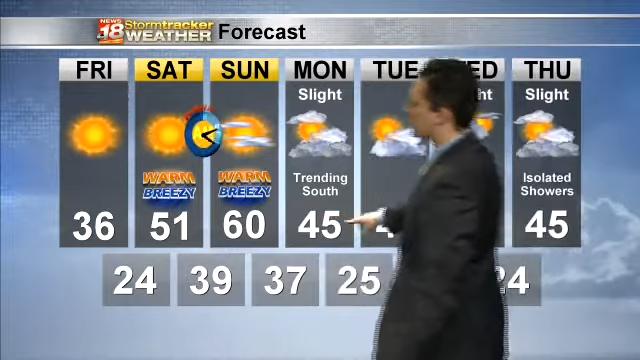 NEWS
18
Stormtracker
WEATHER
Forecast
FRI
SAT
SUN
MON
TUE
THU
Slight
Slight
WARM
BREEZY
WARM
BREEZY
Trending
South
Isolated
Showers
36
51
60
45
45
24
39
37
25